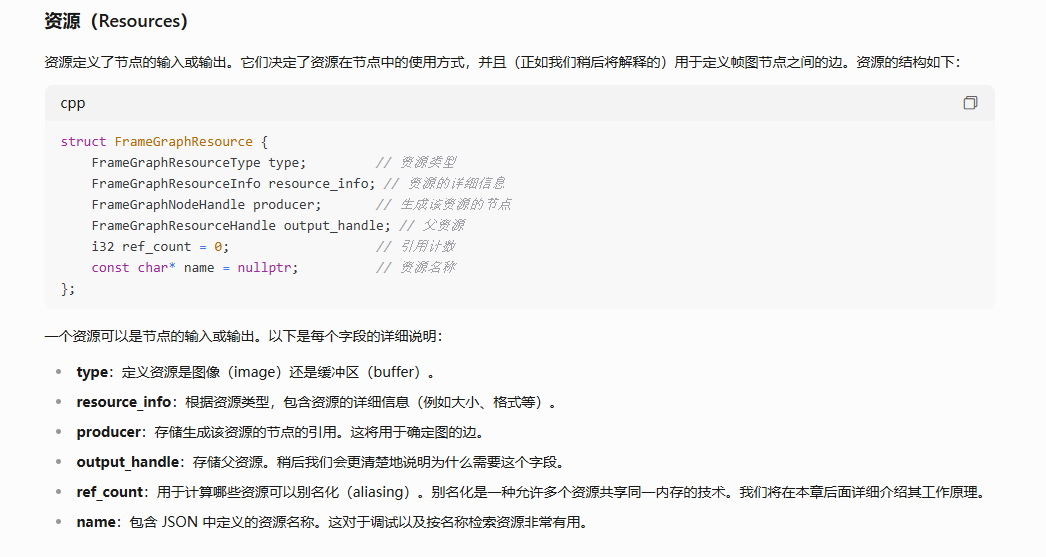 资源（Resources）
资源定义了节点的输入或输出。它们决定了资源在节点中的使用方式，并且（正如我们稍后将解释的）用于定义帧图节点之间的边。资源的结构如下：
cpp
struct FrameGraphResource {
    FrameGraphResourceType type;         // 资源类型
    FrameGraphResourceInfo resource_info; // 资源的详细信息
    FrameGraphNodeHandle producer;       // 生成该资源的节点
    FrameGraphResourceHandle output_handle; // 父资源
    i32 ref_count = 0;                   // 引用计数
    const char* name = nullptr;          // 资源名称
};
一个资源可以是节点的输入或输出。以下是每个字段的详细说明：
• type：定义资源是图像（image）还是缓冲区（buffer）。
• resource_info：根据资源类型，包含资源的详细信息（例如大小、格式等）。
• producer：存储生成该资源的节点的引用。这将用于确定图的边。
• output_handle：存储父资源。稍后我们会更清楚地说明为什么需要这个字段。
• ref_count：用于计算哪些资源可以别名化（aliasing）。别名化是一种允许多个资源共享同一内存的技术。我们将在本章后面详细介绍其工作原理。
• name：包含 JSON 中定义的资源名称。这对于调试以及按名称检索资源非常有用。